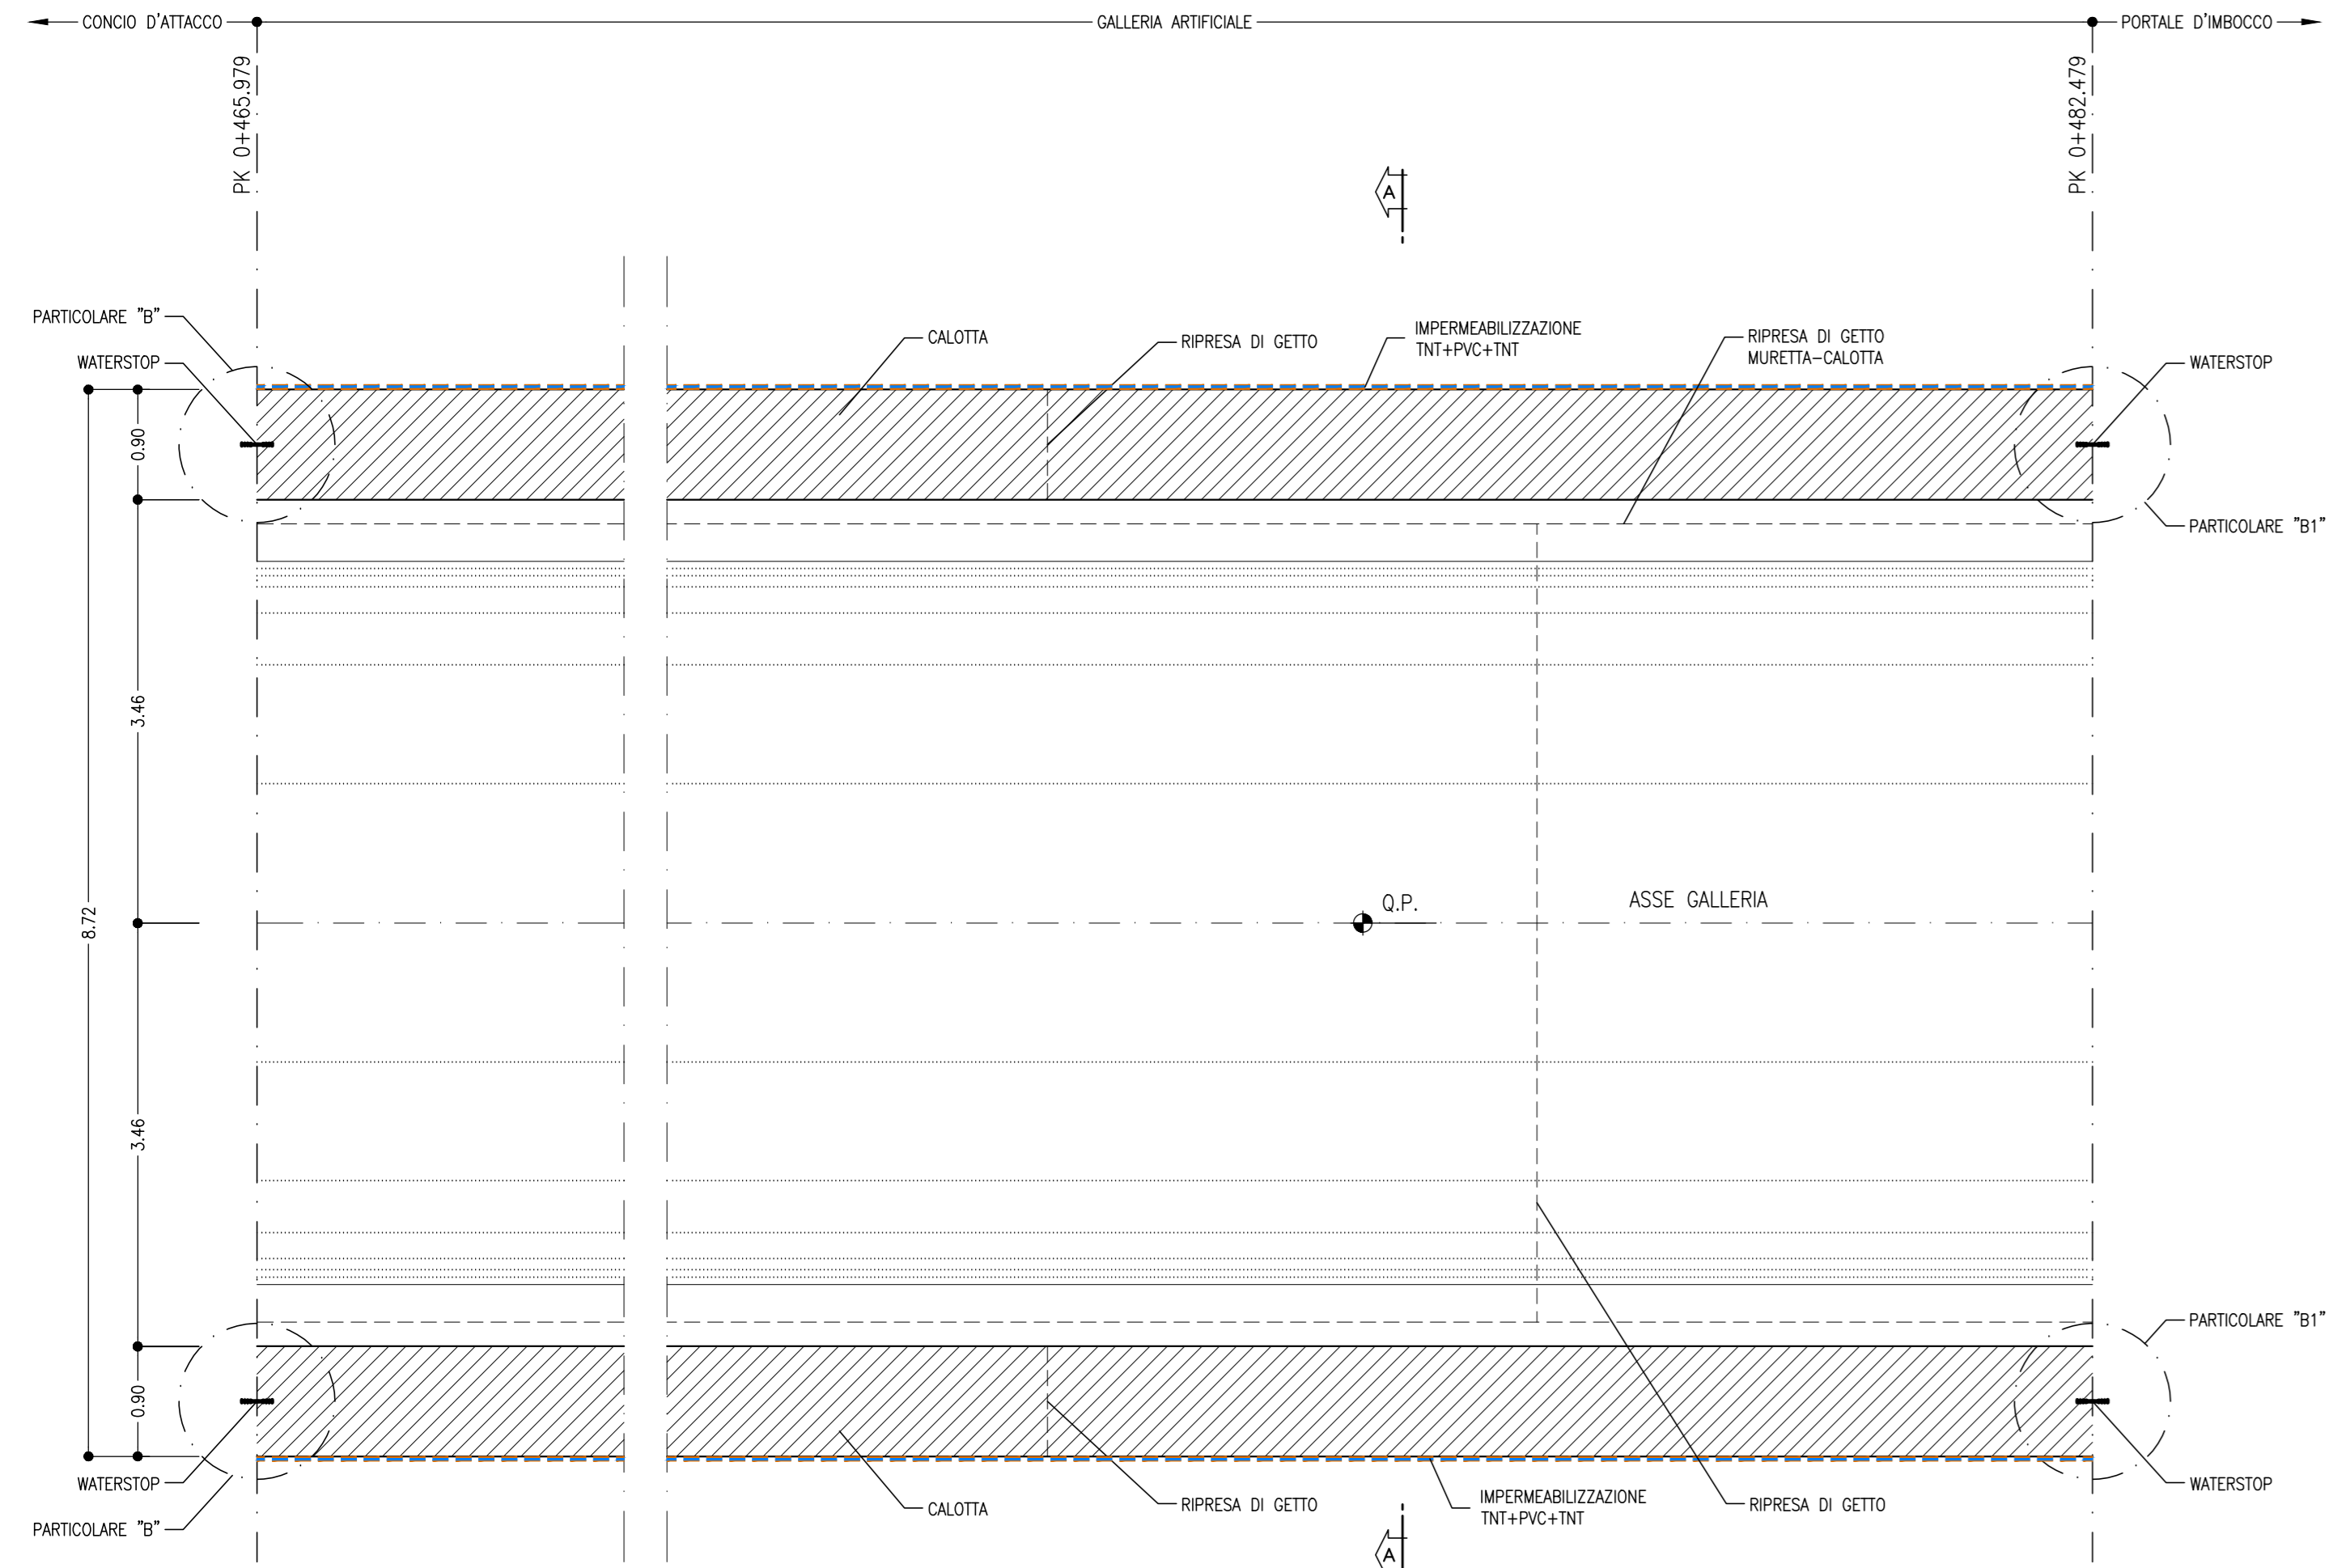 CONCIO D'ATTACCO
GALLERIA ARTIFICIALE
PORTALE D'IMBOCCO
PK 0+465.979
PK 0+482.479
A
PARTICOLARE "B"
WATERSTOP
CALOTTA
RIPRESA DI GETTO
IMPERMEABILIZZAZIONE
TNT+PVC+TNT
RIPRESA DI GETTO
MURETTA-CALOTTA
WATERSTOP
0.90
PARTICOLARE "B1"
3.46
8.72
Q.P.
ASSE GALLERIA
3.46
PARTICOLARE "B1"
0.90
WATERSTOP
PARTICOLARE "B"
CALOTTA
RIPRESA DI GETTO
IMPERMEABILIZZAZIONE
TNT+PVC+TNT
RIPRESA DI GETTO
WATERSTOP
A